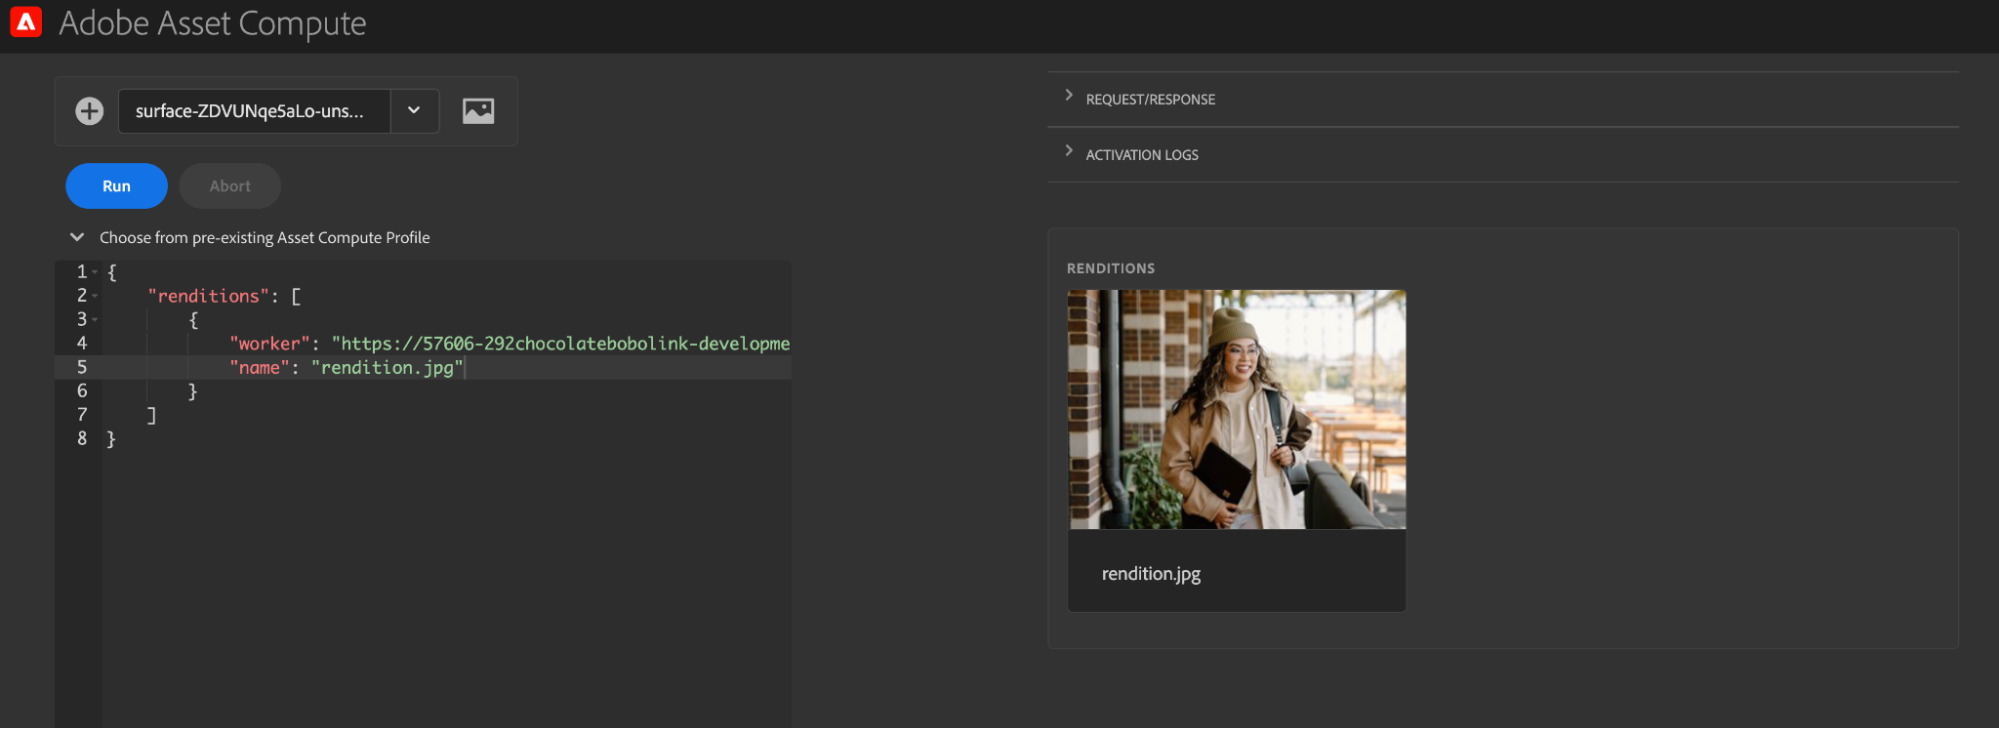 Adobe Asset Compute
surface-ZDVUNqe5aLo-uns...
Run
Abort
Choose from pre-existing Asset Compute Profile
1 {
2 "renditions": [
3 {
4 "worker": "https://57606-292chocolatebobolink-developme
5 "name": "rendition.jpg"
6 }
7 ]
8 }
REQUEST/RESPONSE
ACTIVATION LOGS
RENDITIONS
rendition.jpg